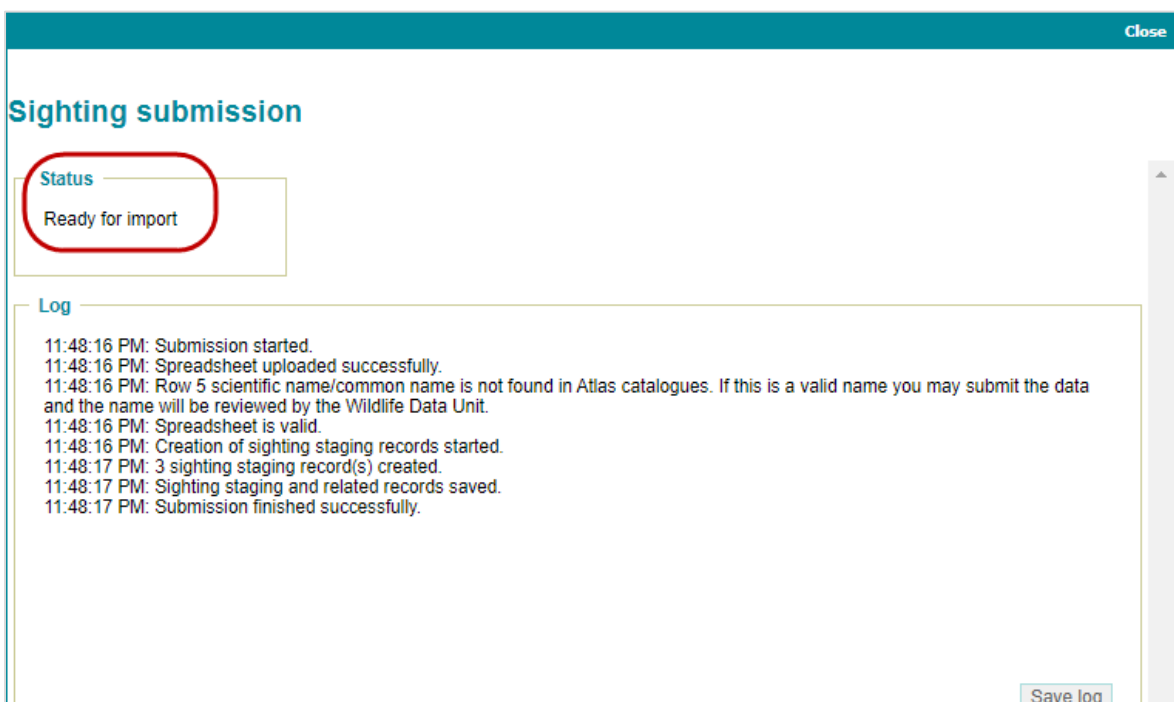 Close
Sighting submission
Status
Ready for import
Log
11:48:16 PM: Submission started.
11:48:16 PM: Spreadsheet uploaded successfully.
11:48:16 PM: Row 5 scientific name/common name is not found in Atlas catalogues. If this is a valid name you may submit the data
and the name will be reviewed by the Wildlife Data Unit.
11:48:16 PM: Spreadsheet is valid.
11:48:16 PM: Creation of sighting staging records started.
11:48:17 PM: 3 sighting staging record(s) created.
11:48:17 PM: Sighting staging and related records saved.
11:48:17 PM: Submission finished successfully.
Save log